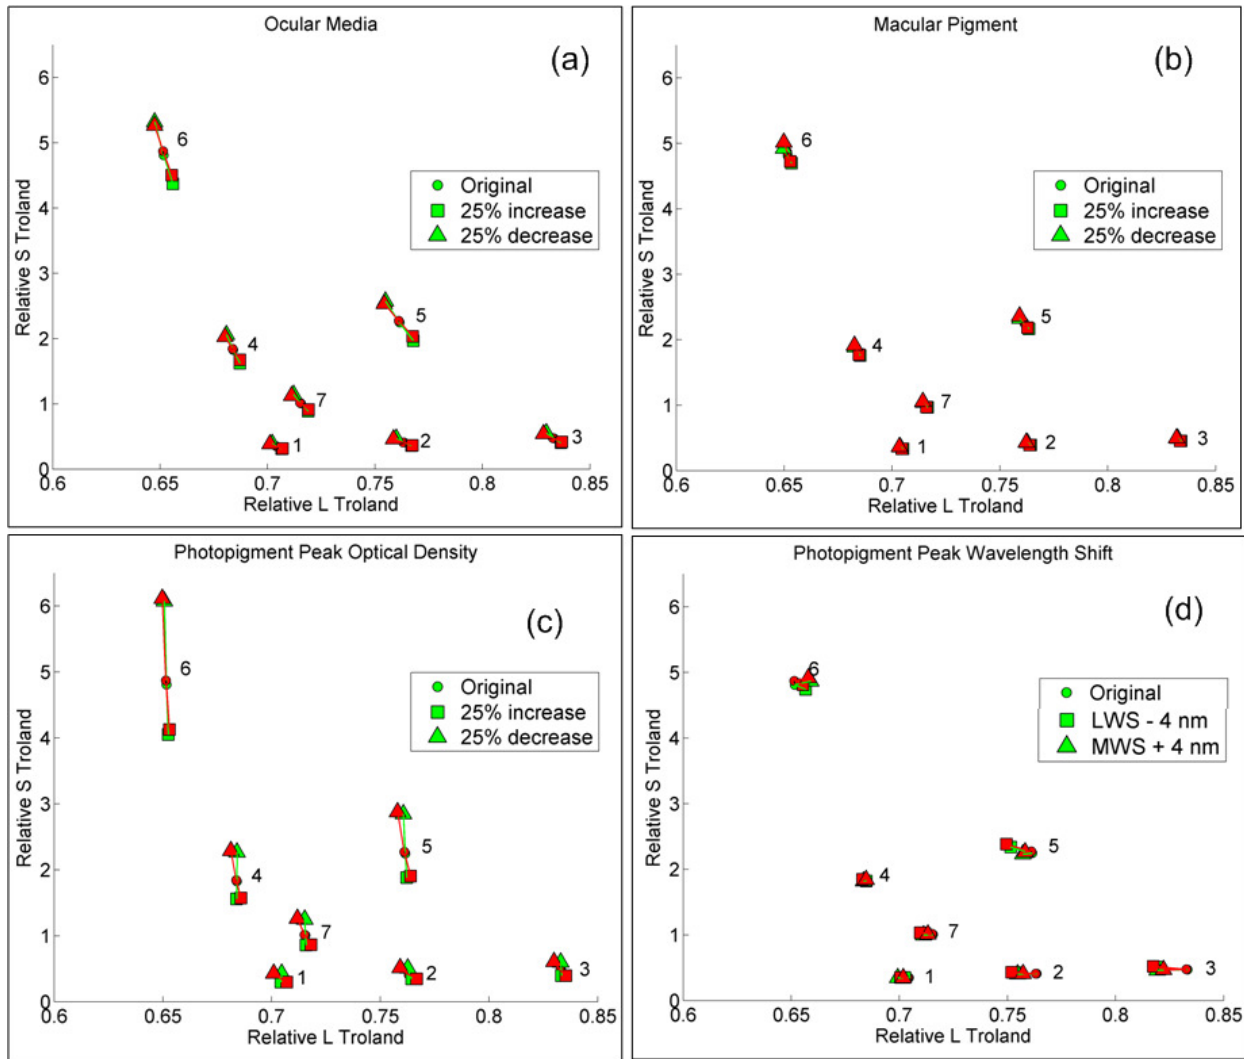 Ocular Media
(a)
6
5
4
3
2
1
0
Relative S Troland
6
5
4
7
1
2
3
Original
25% increase
25% decrease
0.6
0.65
0.7
0.75
0.8
0.85
Relative L Troland
Macular Pigment
(b)
6
5
4
3
2
1
0
Relative S Troland
6
5
4
7
1
2
3
Original
25% increase
25% decrease
0.6
0.65
0.7
0.75
0.8
0.85
Relative L Troland
Photopigment Peak Optical Density
(c)
6
5
4
3
2
1
0
Relative S Troland
6
5
4
7
1
2
3
Original
25% increase
25% decrease
0.6
0.65
0.7
0.75
0.8
0.85
Relative L Troland
Photopigment Peak Wavelength Shift
(d)
6
5
4
3
2
1
0
Relative S Troland
6
5
4
7
1
2
3
Original
LWS - 4 nm
MWS + 4 nm
0.6
0.65
0.7
0.75
0.8
0.85
Relative L Troland